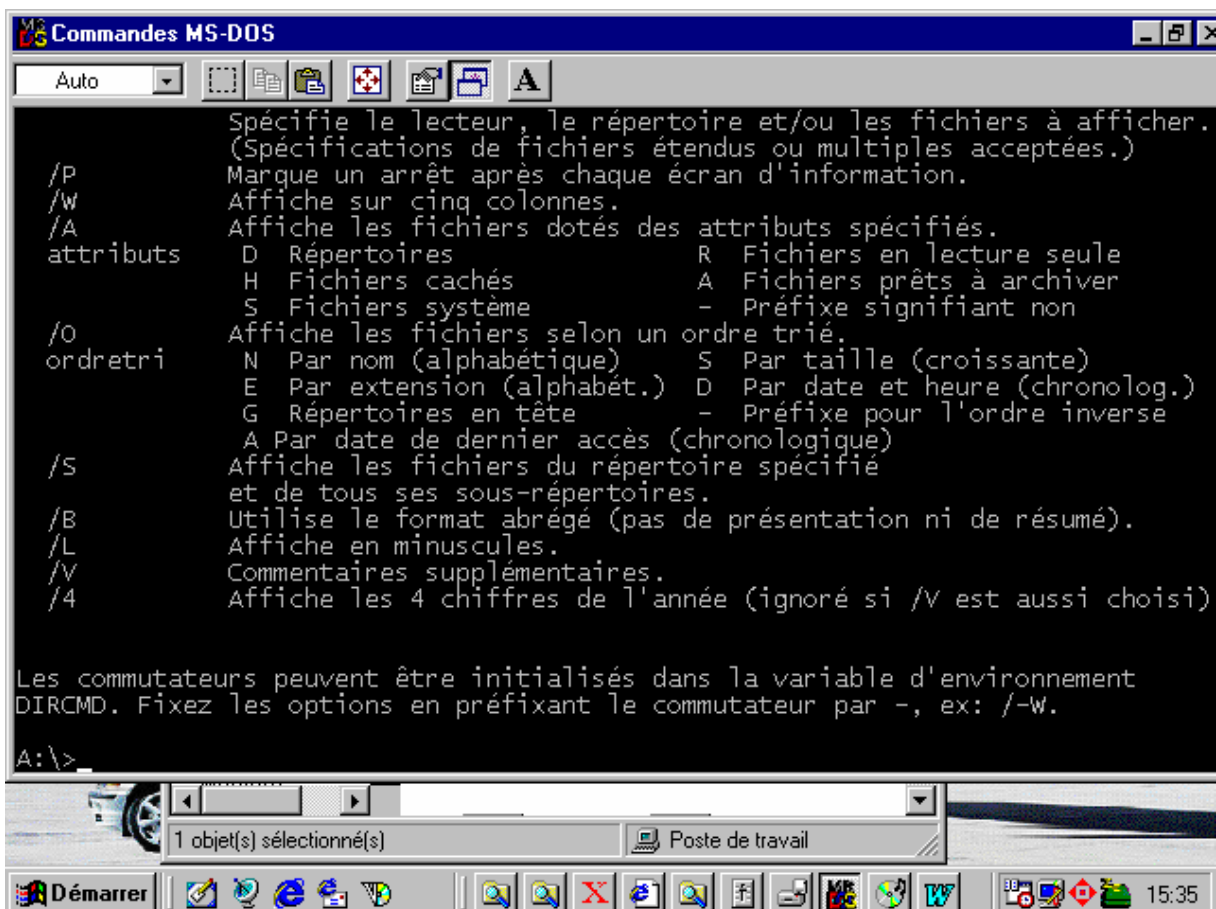 Commandes MS-DOS
Auto
A
Spécifie le lecteur, le répertoire et/ou les fichiers à afficher.
(Spécifications de fichiers étendus ou multiples acceptées.)
/P Marque un arrêt après chaque écran d'information.
/W Affiche sur cinq colonnes.
/A Affiche les fichiers dotés des attributs spécifiés.
attributs D Répertoires R Fichiers en lecture seule
H Fichiers cachés A Fichiers prêts à archiver
S Fichiers système - Préfixe signifiant non
/O Affiche les fichiers selon un ordre trié.
ordretri N Par nom (alphabétique) S Par taille (croissante)
E Par extension (alphabét.) D Par date et heure (chronolog.)
G Répertoires en tête - Préfixe pour l'ordre inverse
A Par date de dernier accès (chronologique)
/S Affiche les fichiers du répertoire spécifié
et de tous ses sous-répertoires.
/B Utilise le format abrégé (pas de présentation ni de résumé).
/L Affiche en minuscules.
/V Commentaires supplémentaires.
/4 Affiche les 4 chiffres de l'année (ignoré si /V est aussi choisi)
Les commutateurs peuvent être initialisés dans la variable d'environnement
DIRCMD. Fixez les options en préfixant le commutateur par -, ex: /-W.
A:\>_
1 objet(s) sélectionné(s) Poste de travail
Démarrer 15:35